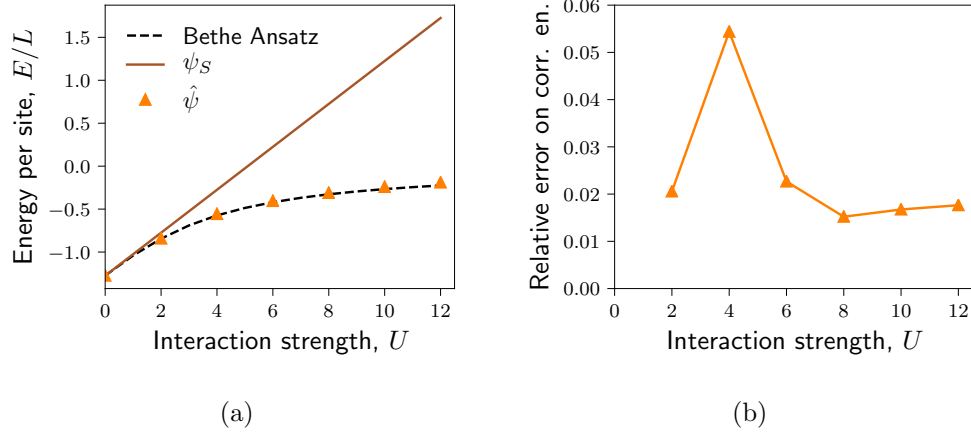 Energy per site, E/L
1.5
1.0
0.5
0.0
−0.5
−1.0
Bethe Ansatz
ψ_S
ψ̂
0 2 4 6 8 10 12
Interaction strength, U
(a)
Relative error on corr. en.
0.06
0.05
0.04
0.03
0.02
0.01
0.00
0 2 4 6 8 10 12
Interaction strength, U
(b)